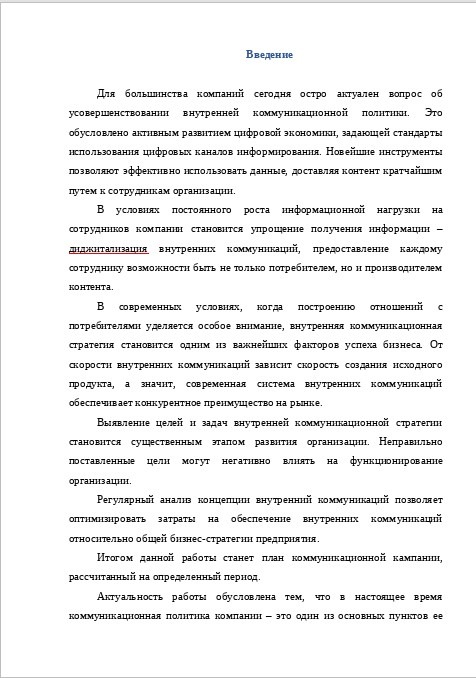 Введение
Для большинства компаний сегодня остро актуален вопрос об
усовершенствовании внутренней коммуникационной политики. Это
обусловлено активным развитием цифровой экономики, задающей стандарты
использования цифровых каналов информирования. Новейшие инструменты
позволяют эффективно использовать данные, доставляя контент кратчайшим
путем к сотрудникам организации.
В условиях постоянного роста информационной нагрузки на
сотрудников компании становится упрощение получения информации –
диджитализация внутренних коммуникаций, предоставление каждому
сотруднику возможности быть не только потребителем, но и производителем
контента.
В современных условиях, когда построению отношений с
потребителями уделяется особое внимание, внутренняя коммуникационная
стратегия становится одним из важнейших факторов успеха бизнеса. От
скорости внутренних коммуникаций зависит скорость создания исходного
продукта, а значит, современная система внутренних коммуникаций
обеспечивает конкурентное преимущество на рынке.
Выявление целей и задач внутренней коммуникационной стратегии
становится существенным этапом развития организации. Неправильно
поставленные цели могут негативно влиять на функционирование
организации.
Регулярный анализ концепции внутренний коммуникаций позволяет
оптимизировать затраты на обеспечение внутренних коммуникаций
относительно общей бизнес-стратегии предприятия.
Итогом данной работы станет план коммуникационной кампании,
рассчитанный на определенный период.
Актуальность работы обусловлена тем, что в настоящее время
коммуникационная политика компании – это один из основных пунктов ее